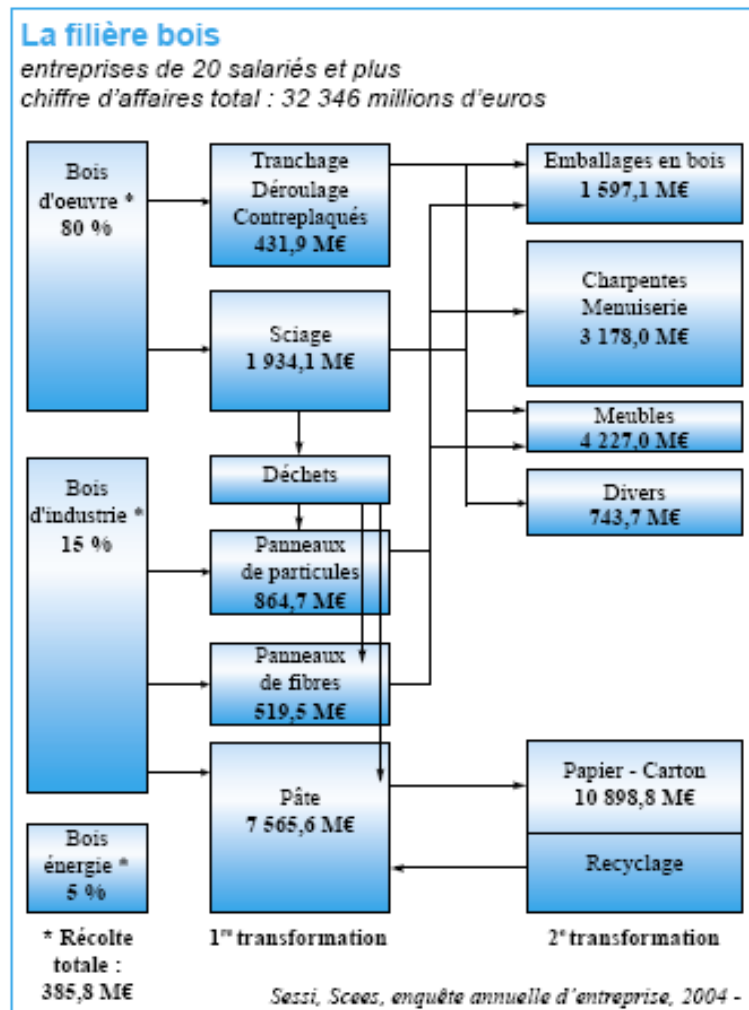 La filière bois
entreprises de 20 salariés et plus
chiffre d'affaires total : 32 346 millions d'euros
Bois
d'oeuvre *
80 %
Bois
d'industrie *
15 %
Bois
énergie *
5 %
* Récolte
totale :
385,8 M€
Tranchage
Déroulage
Contreplaqués
431,9 M€
Sciage
1 934,1 M€
Déchets
Panneaux
de particules
864,7 M€
Panneaux
de fibres
519,5 M€
Pâte
7 565,6 M€
1re transformation
Emballages en bois
1 597,1 M€
Charpentes
Menuiserie
3 178,0 M€
Meubles
4 227,0 M€
Divers
743,7 M€
Papier - Carton
10 898,8 M€
Recyclage
2e transformation
Sessi, Scees, enquête annuelle d'entreprise, 2004 -